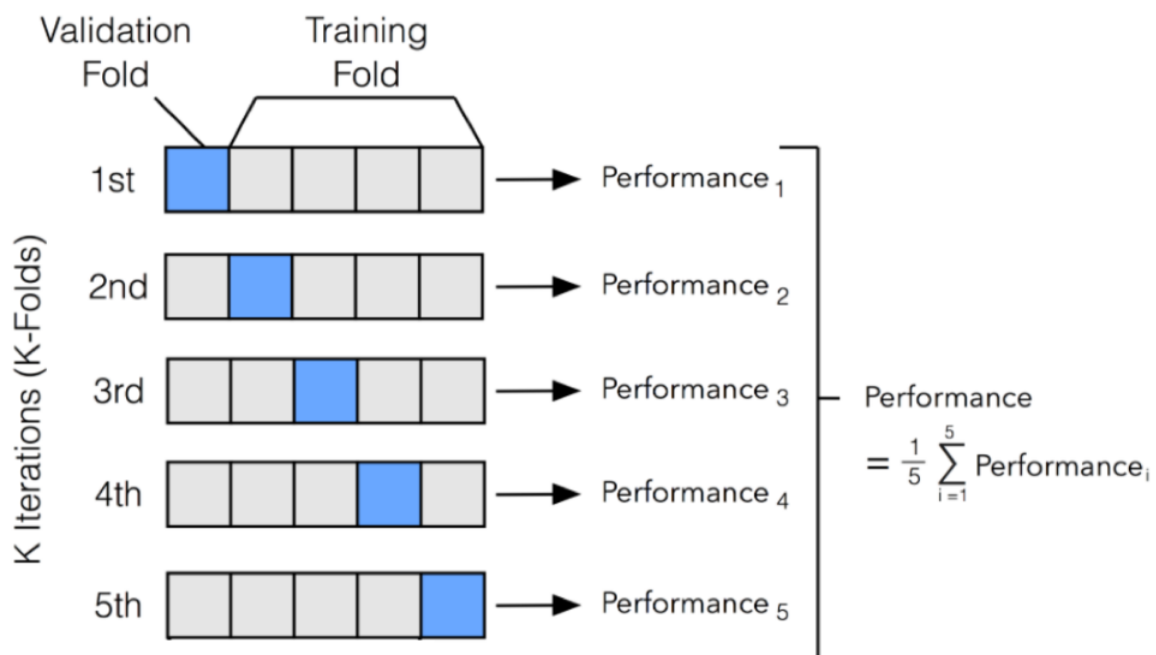 Validation
Fold
Training
Fold
K Iterations (K-Folds)
1st
Performance 1
2nd
Performance 2
3rd
Performance 3
4th
Performance 4
5th
Performance 5
Performance
= 1/5 5∑i=1 Performanceᵢ